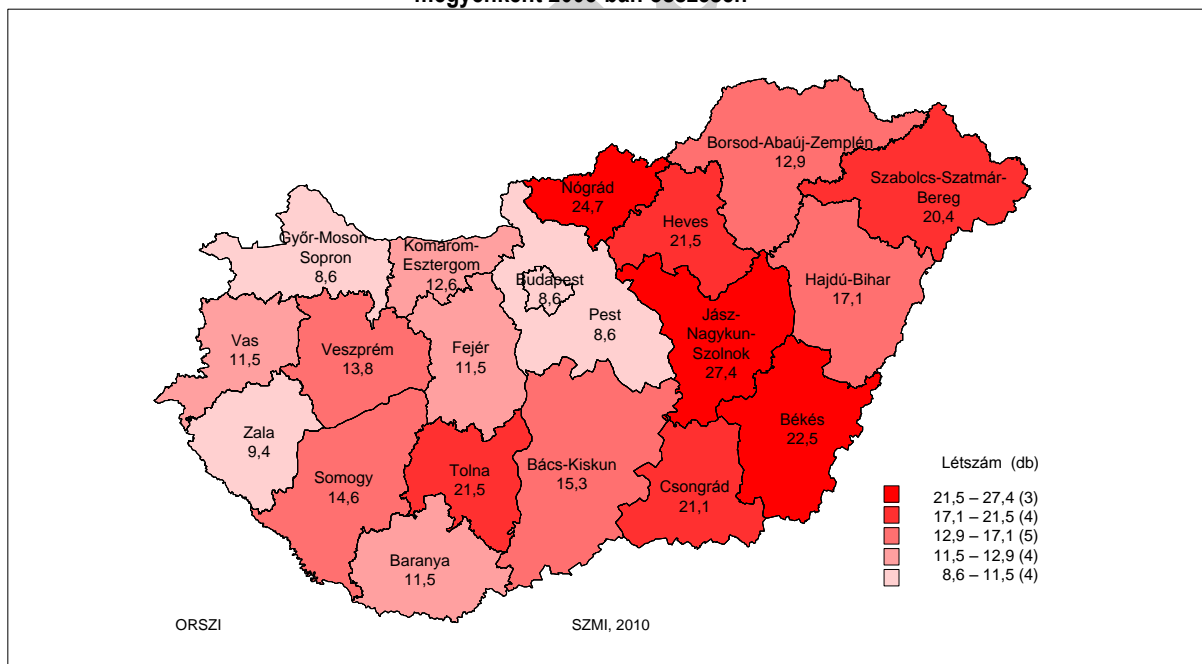 megyénként 2009-ban összesen
Borsod-Abaúj-Zemplén
12,9
Szabolcs-Szatmár-
Bereg
20,4
Nógrád
24,7
Heves
21,5
Győr-Moson
Sopron
8,6
Komárom-
Esztergom
12,6
Budapest
8,6
Pest
8,6
Hajdú-Bihar
17,1
Jász-
Nagykun-
Szolnok
27,4
Vas
11,5
Veszprém
13,8
Fejér
11,5
Békés
22,5
Zala
9,4
Somogy
14,6
Tolna
21,5
Bács-Kiskun
15,3
Csongrád
21,1
Baranya
11,5
Létszám (db)
21,5 – 27,4 (3)
17,1 – 21,5 (4)
12,9 – 17,1 (5)
11,5 – 12,9 (4)
8,6 – 11,5 (4)
ORSZI
SZMI, 2010